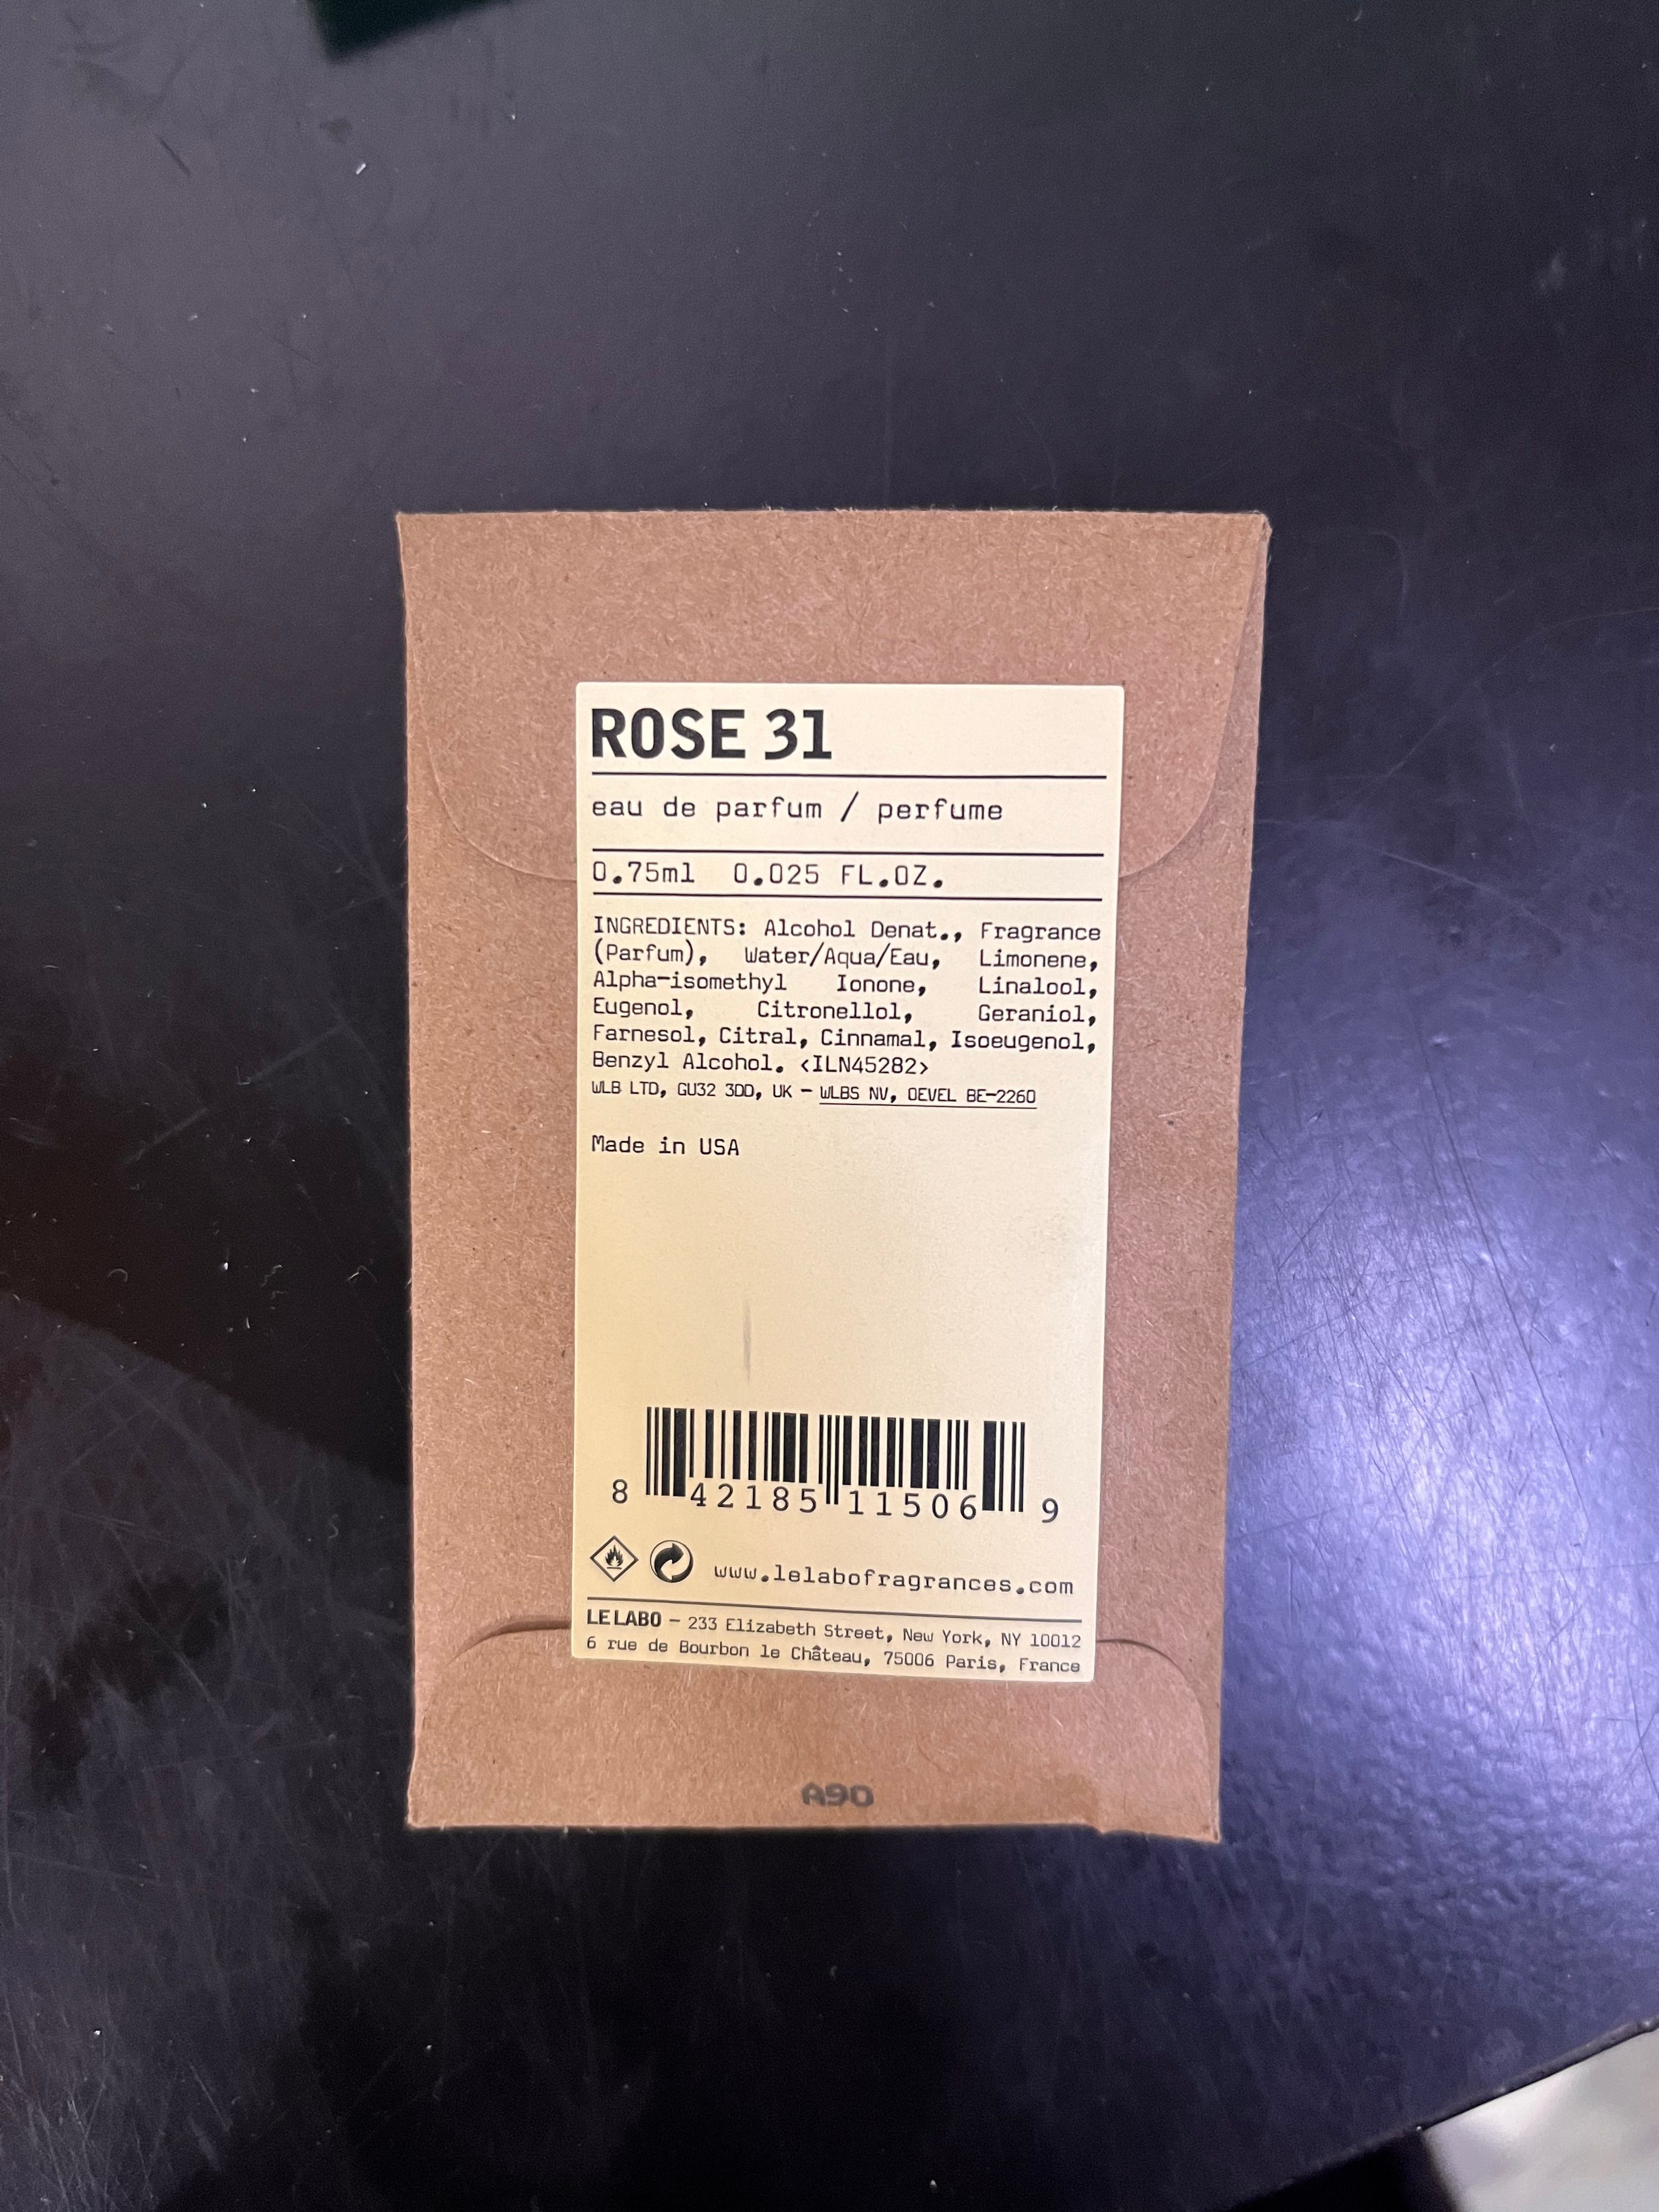 ROSE 31
eau de parfum / perfume
0.75ml 0.025 FL.OZ.
INGREDIENTS: Alcohol Denat., Fragrance
(Parfum), Water/Aqua/Eau, Limonene,
Alpha-isomethyl Ionone, Linalool,
Eugenol, Citronellol, Geraniol,
Farnesol, Citral, Cinnamal, Isoeugenol,
Benzyl Alcohol. <ILN45282>
WLB LTD, GU32 3DD, UK - WLBS NV, OEVEL BE-2260
Made in USA
8 42185 11506 9
www.lelabofragrances.com
LE LABO - 233 Elizabeth Street, New York, NY 10012
6 rue de Bourbon le Château, 75006 Paris, France
A90